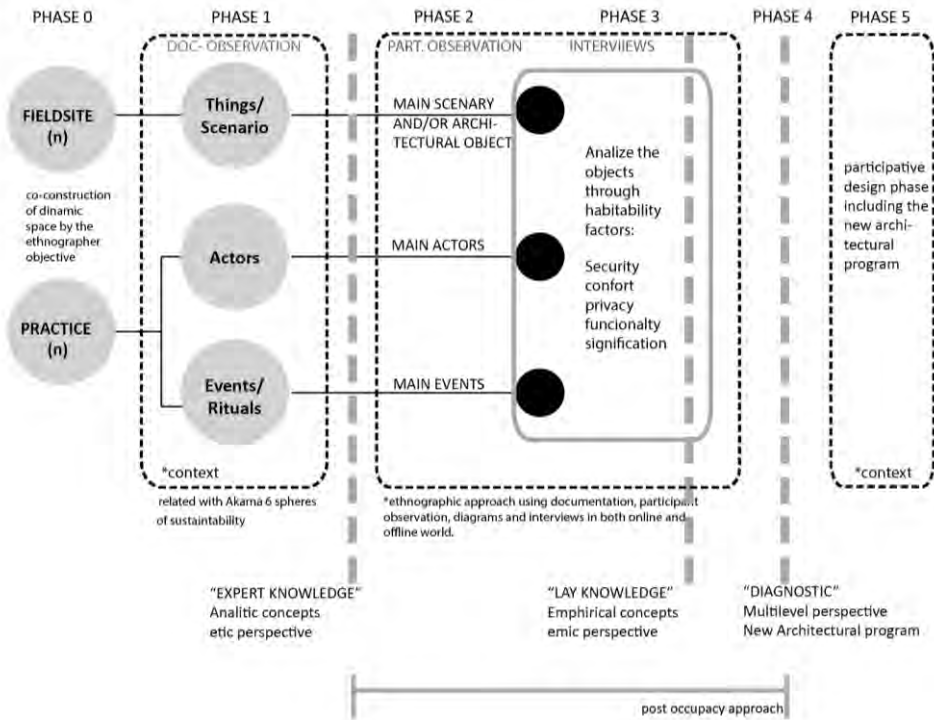 PHASE 0
PHASE 1
PHASE 2
PHASE 3
PHASE 4
PHASE 5
DOC- OBSERVATION
PART. OBSERVATION
INTERVIIEWS
FIELDSITE
(n)
co-construction
of dinamic
space by the
ethnographer
objective
PRACTICE
(n)
Things/
Scenario
Actors
Events/
Rituals
*context
related with Akama 6 spheres
of sustaintability
MAIN SCENARY
AND/OR ARCHI-
TECTURAL OBJECT
MAIN ACTORS
MAIN EVENTS
Analize the
objects
through
habitability
factors:
Security
confort
privacy
funcionalty
signification
*ethnographic approach using documentation, participant
observation, diagrams and interviews in both online and
offline world.
participative
design phase
including the
new archi-
tectural
program
*context
"EXPERT KNOWLEDGE"
Analitic concepts
etic perspective
"LAY KNOWLEDGE"
Emphirical concepts
emic perspective
"DIAGNOSTIC"
Multilevel perspective
New Architectural program
post occupacy approach